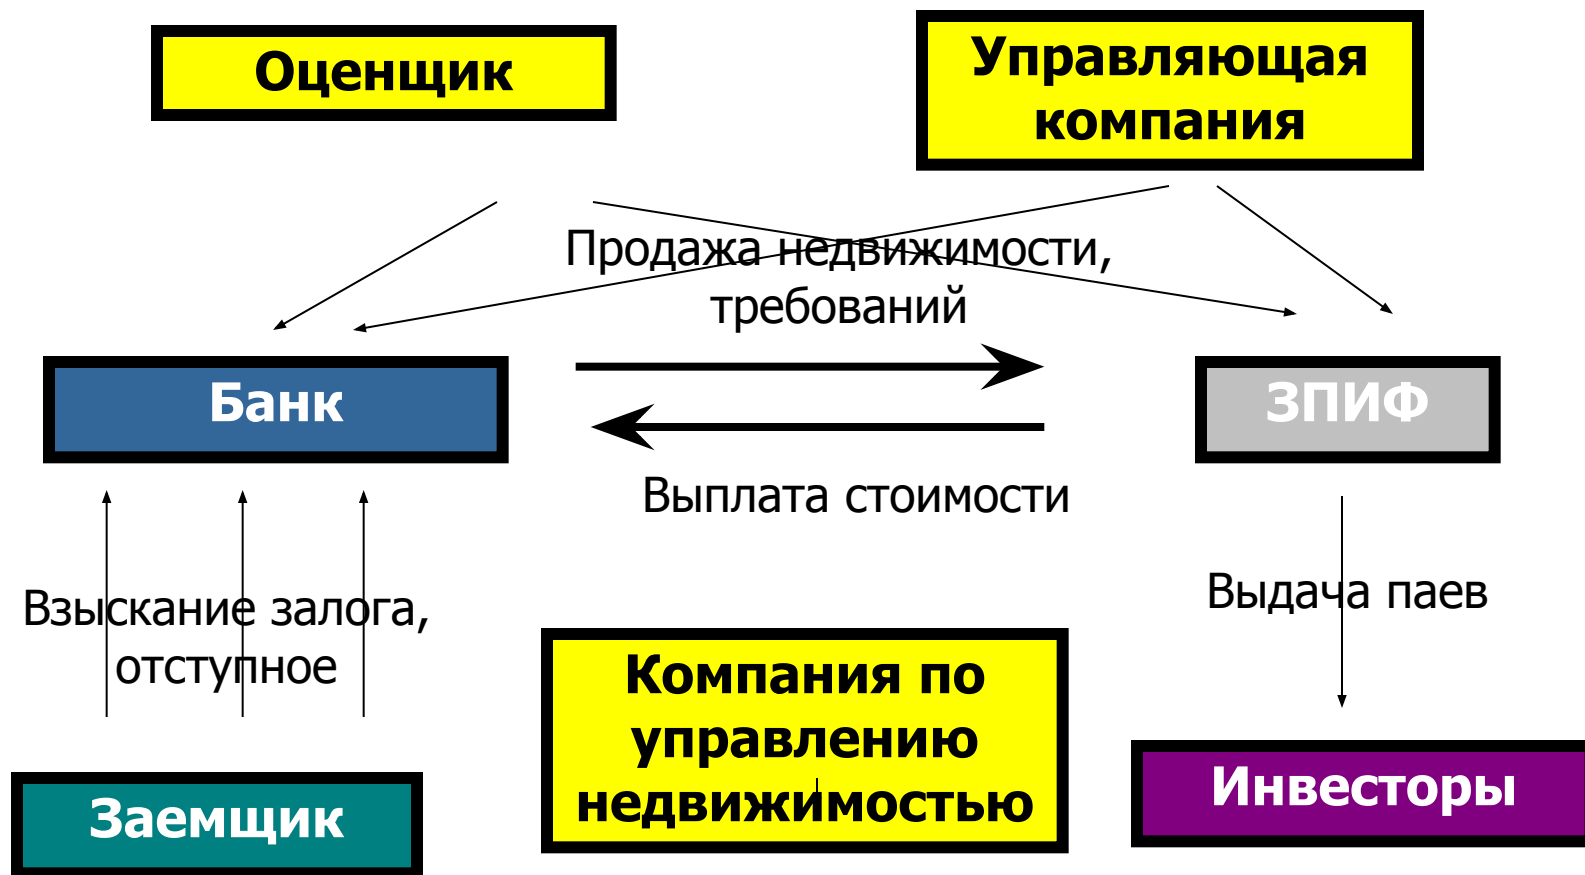 Оценщик
Управляющая
компания
Продажа недвижимости,
требований
Банк
ЗПИФ
Выплата стоимости
Взыскание залога,
отступное
Выдача паев
Компания по
управлению
недвижимостью
Заемщик
Инвесторы